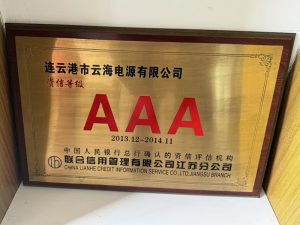 连云港市云海电源有限公司
资信等级
AAA
2013.12-2014.11
中国人民银行总行确认的资信评估机构
联合信用管理有限公司江苏分公司
CHINA LIANHE CREDIT INFORMATION SERVICE CO.,LTD.JIANGSU BRANCH